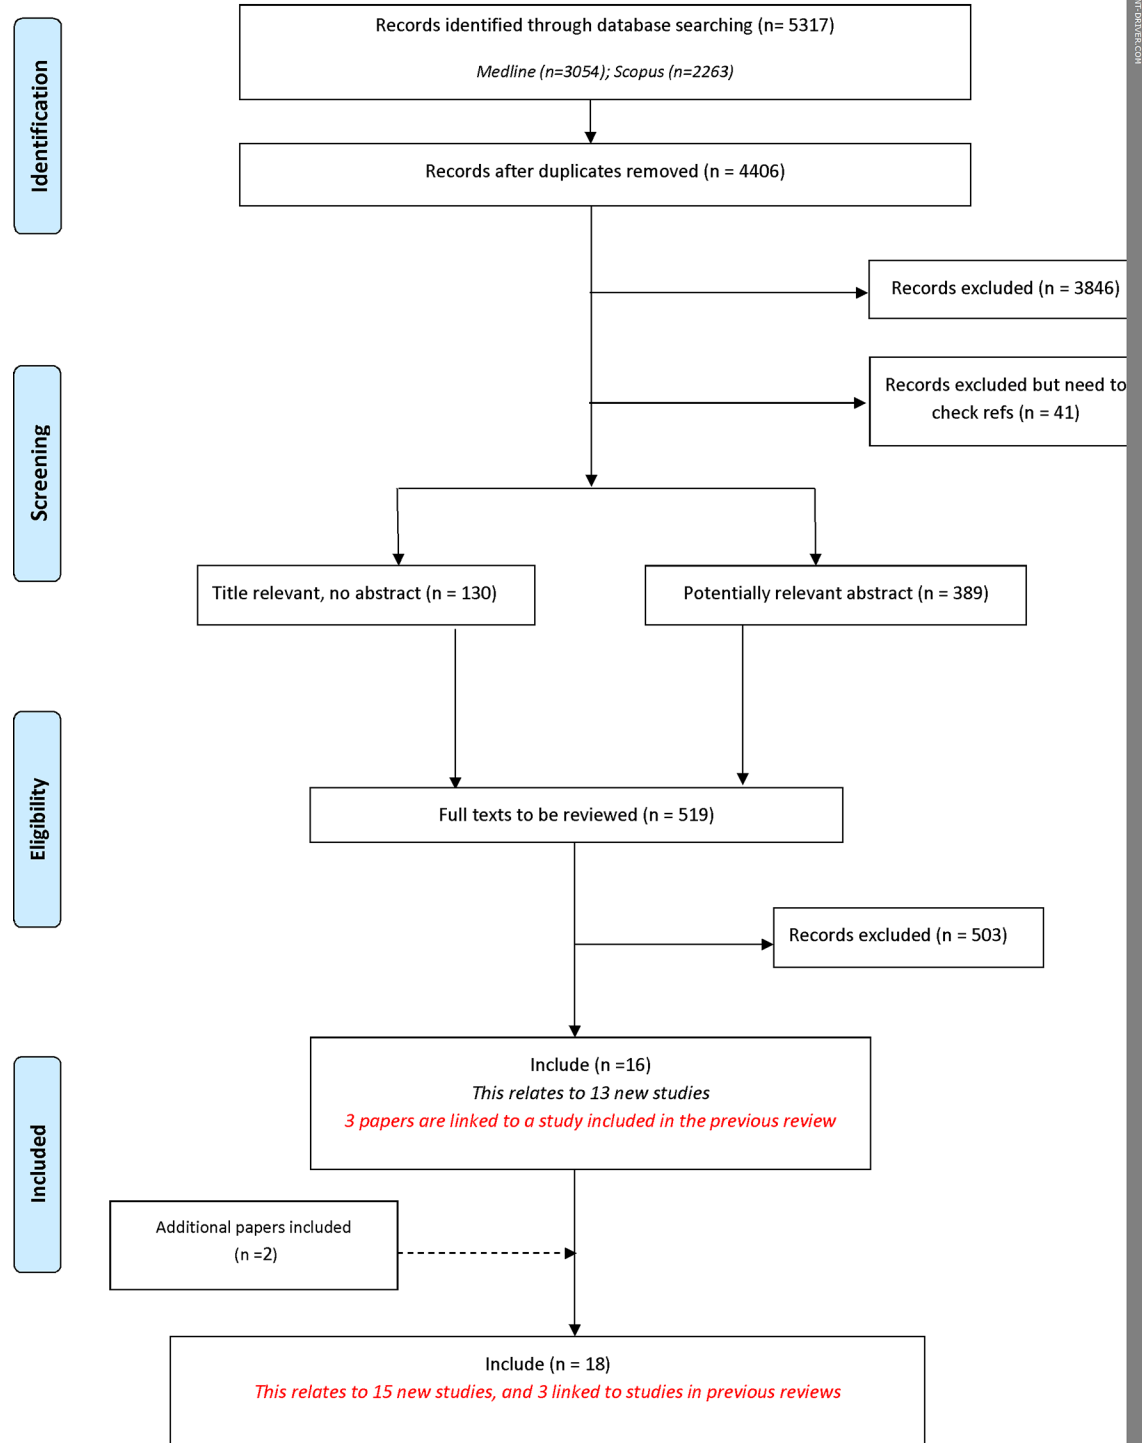 Identification
Records identified through database searching (n= 5317)
Medline (n=3054); Scopus (n=2263)
Records after duplicates removed (n = 4406)
Records excluded (n = 3846)
Screening
Records excluded but need to
check refs (n = 41)
Title relevant, no abstract (n = 130)
Potentially relevant abstract (n = 389)
Eligibility
Full texts to be reviewed (n = 519)
Records excluded (n = 503)
Included
Include (n =16)
This relates to 13 new studies
3 papers are linked to a study included in the previous review
Additional papers included
(n =2)
Include (n = 18)
This relates to 15 new studies, and 3 linked to studies in previous reviews